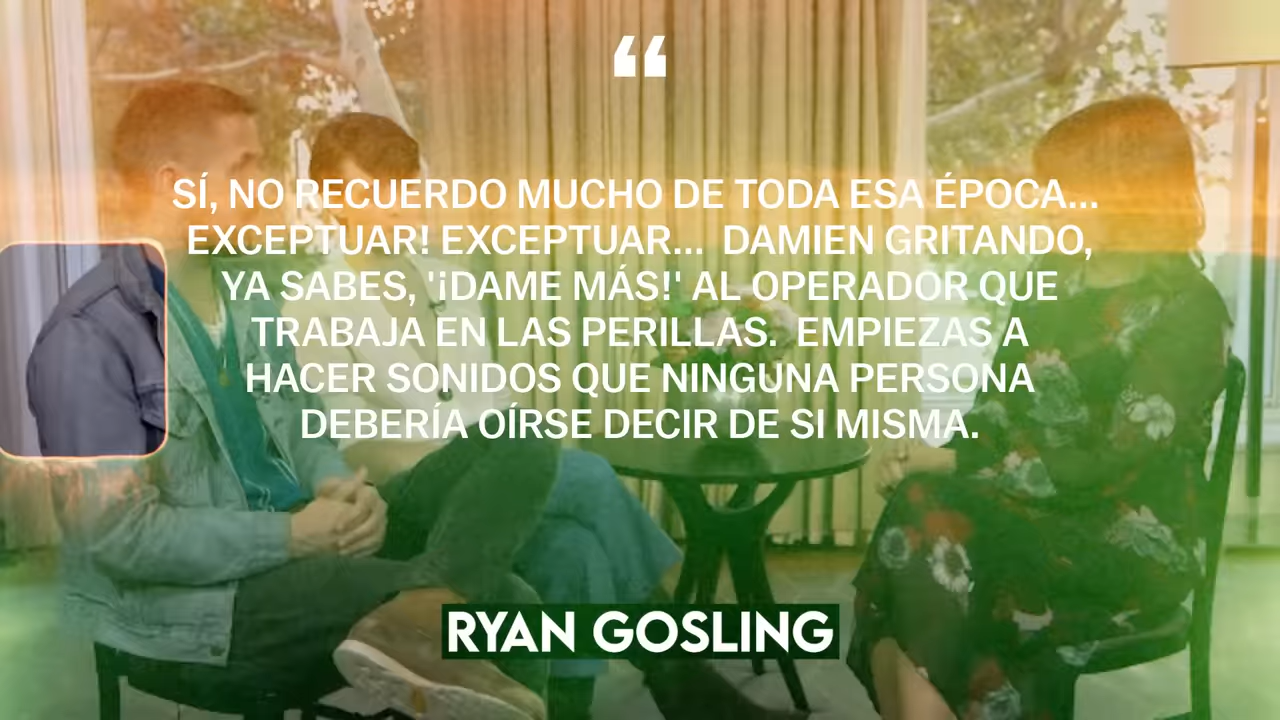 “
SÍ, NO RECUERDO MUCHO DE TODA ESA ÉPOCA...
EXCEPTUAR! EXCEPTUAR... DAMIEN GRITANDO,
YA SABES, '¡DAME MÁS!' AL OPERADOR QUE
TRABAJA EN LAS PERILLAS. EMPIEZAS A
HACER SONIDOS QUE NINGUNA PERSONA
DEBERÍA OÍRSE DECIR DE SI MISMA.
RYAN GOSLING